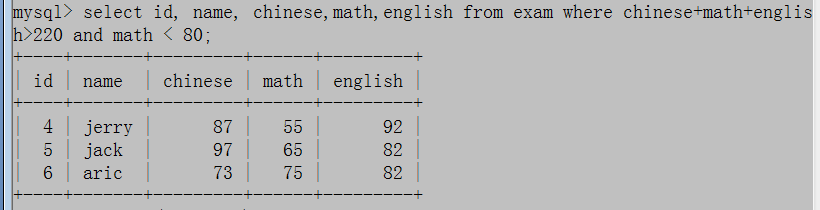 mysql> select id, name, chinese,math,english from exam where chinese+math+englis
h>220 and math < 80;
+----+-------+---------+------+---------+
| id | name  | chinese | math | english |
+----+-------+---------+------+---------+
|  4 | jerry |      87 |   55 |      92 |
|  5 | jack  |      97 |   65 |      82 |
|  6 | aric  |      73 |   75 |      82 |
+----+-------+---------+------+---------+